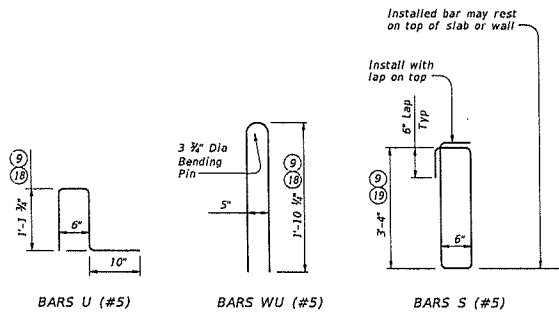 Installed bar may rest
on top of slab or wall
Install with
lap on top
6" Lap
Typ
3 ¾" Dia
Bending
Pin
9
18
1'-1 ¾"
6"
10"
5"
9
18
1'-10 ¾"
9
19
3'-4"
6"
BARS U (#5)
BARS WU (#5)
BARS S (#5)